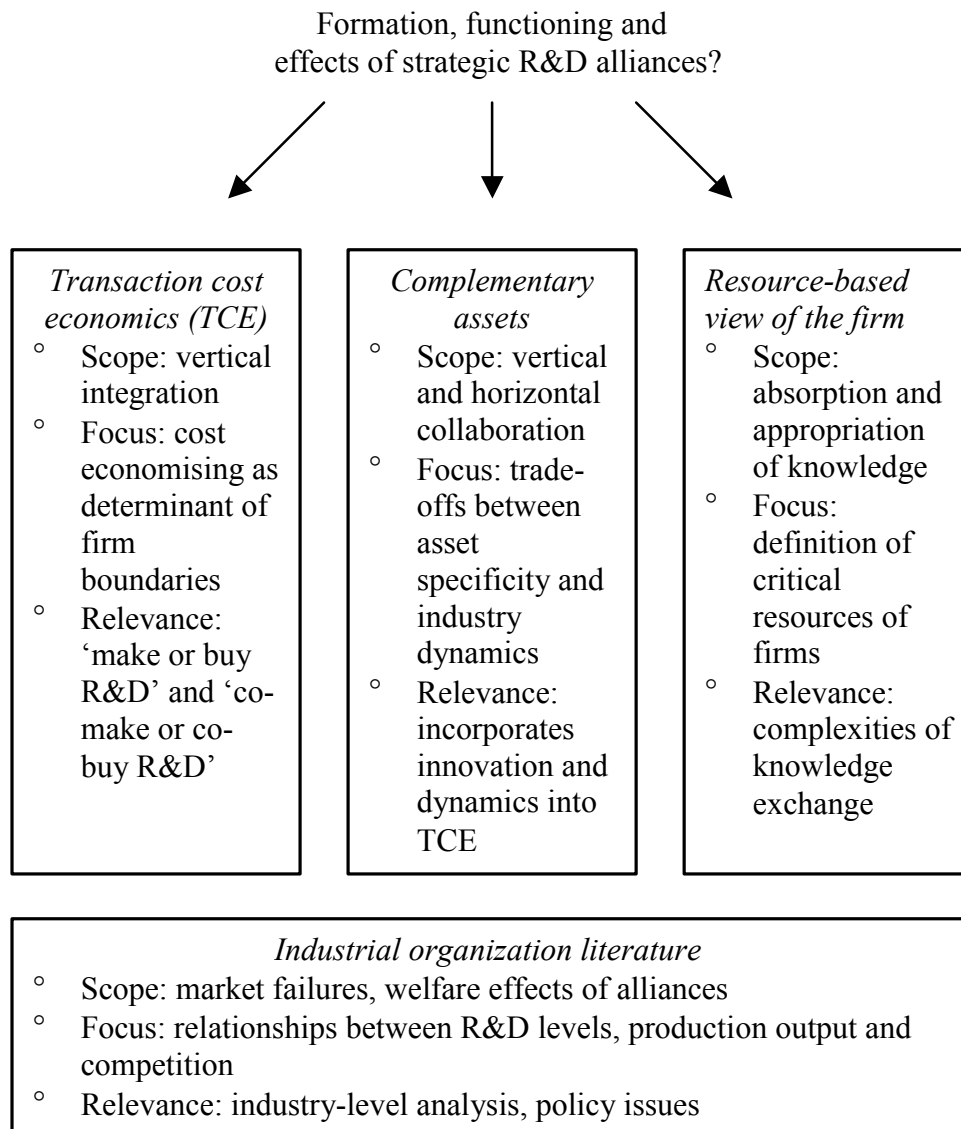 Formation, functioning and
effects of strategic R&D alliances?
Transaction cost
economics (TCE)
° Scope: vertical
integration
° Focus: cost
economising as
determinant of
firm
boundaries
° Relevance:
‘make or buy
R&D’ and ‘co-
make or co-
buy R&D’
Complementary
assets
° Scope: vertical
and horizontal
collaboration
° Focus: trade-
offs between
asset
specificity and
industry
dynamics
° Relevance:
incorporates
innovation and
dynamics into
TCE
Resource-based
view of the firm
° Scope:
absorption and
appropriation
of knowledge
° Focus:
definition of
critical
resources of
firms
° Relevance:
complexities of
knowledge
exchange
Industrial organization literature
° Scope: market failures, welfare effects of alliances
° Focus: relationships between R&D levels, production output and
competition
° Relevance: industry-level analysis, policy issues